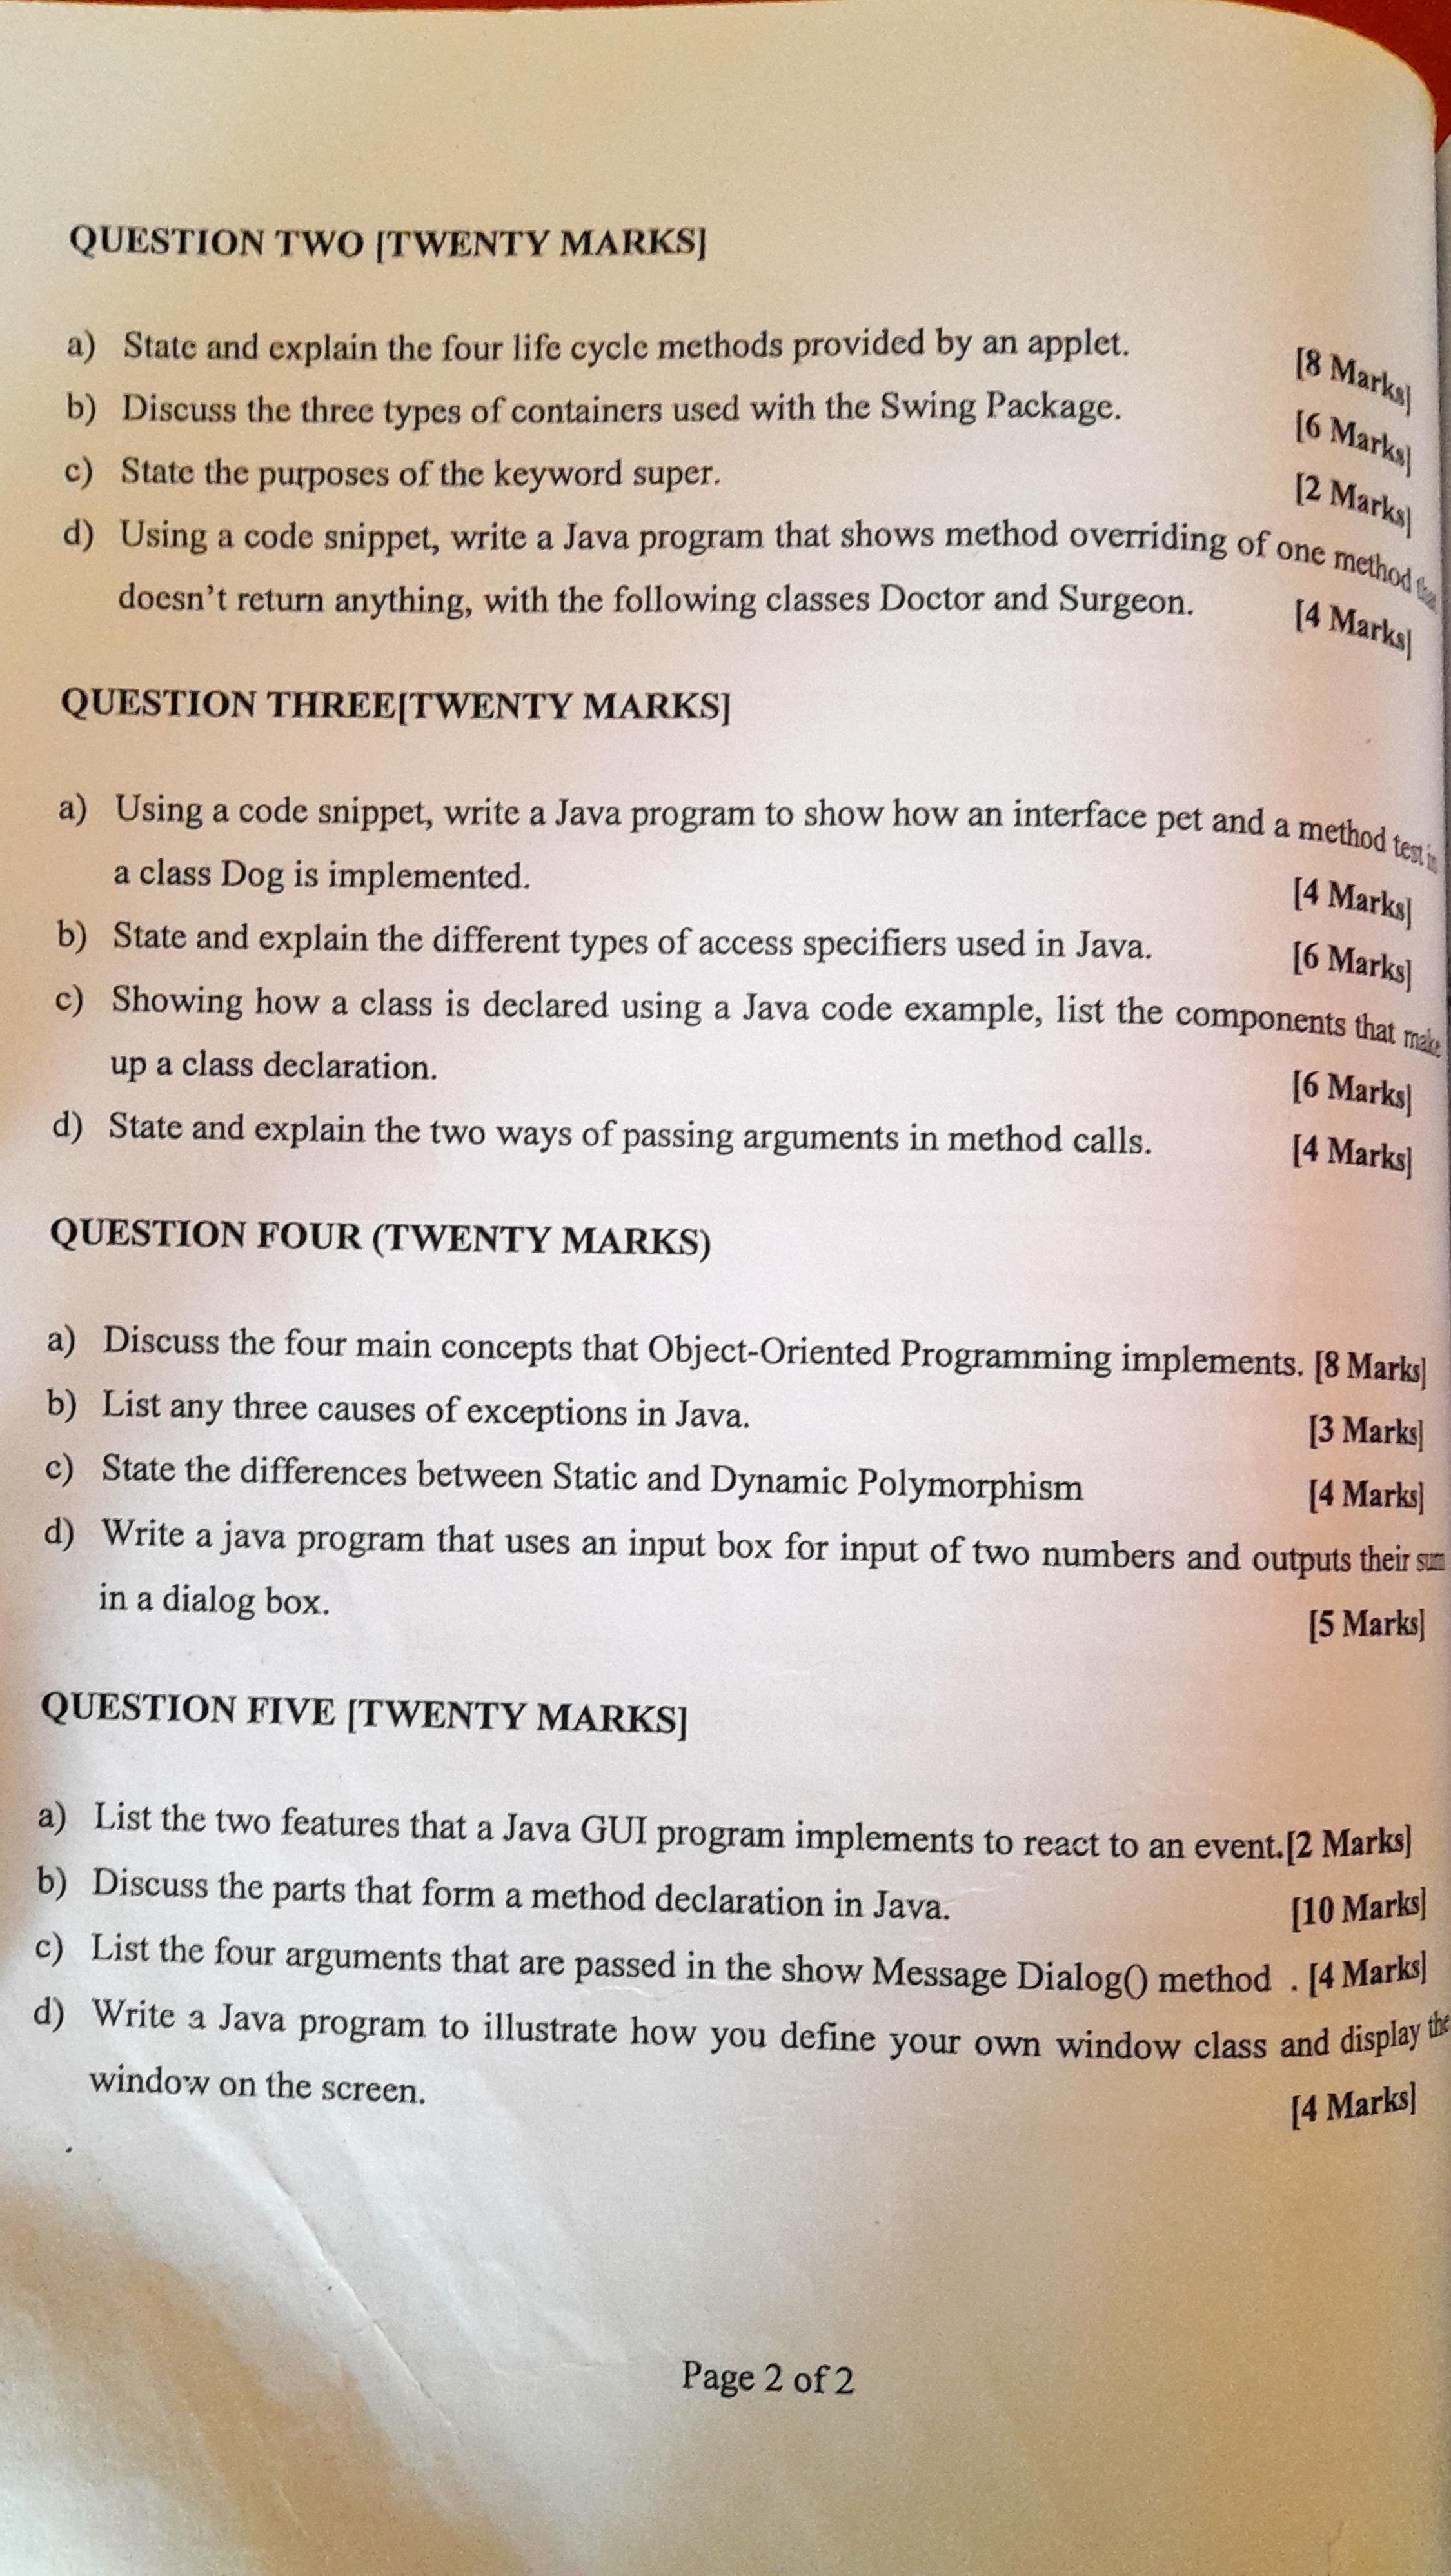 QUESTION TWO [TWENTY MARKS]
a) State and explain the four life cycle methods provided by an applet. [8 Marks]
b) Discuss the three types of containers used with the Swing Package. [6 Marks]
c) State the purposes of the keyword super. [2 Marks]
d) Using a code snippet, write a Java program that shows method overriding of one method
doesn't return anything, with the following classes Doctor and Surgeon. [4 Marks]
QUESTION THREE[TWENTY MARKS]
a) Using a code snippet, write a Java program to show how an interface pet and a method test in
a class Dog is implemented. [4 Marks]
b) State and explain the different types of access specifiers used in Java. [6 Marks]
c) Showing how a class is declared using a Java code example, list the components that make
up a class declaration. [6 Marks]
d) State and explain the two ways of passing arguments in method calls. [4 Marks]
QUESTION FOUR (TWENTY MARKS)
a) Discuss the four main concepts that Object-Oriented Programming implements. [8 Marks]
b) List any three causes of exceptions in Java. [3 Marks]
c) State the differences between Static and Dynamic Polymorphism [4 Marks]
d) Write a java program that uses an input box for input of two numbers and outputs their sum
in a dialog box. [5 Marks]
QUESTION FIVE [TWENTY MARKS]
a) List the two features that a Java GUI program implements to react to an event.[2 Marks]
b) Discuss the parts that form a method declaration in Java. [10 Marks]
c) List the four arguments that are passed in the show Message Dialog() method . [4 Marks]
d) Write a Java program to illustrate how you define your own window class and display the
window on the screen. [4 Marks]
Page 2 of 2